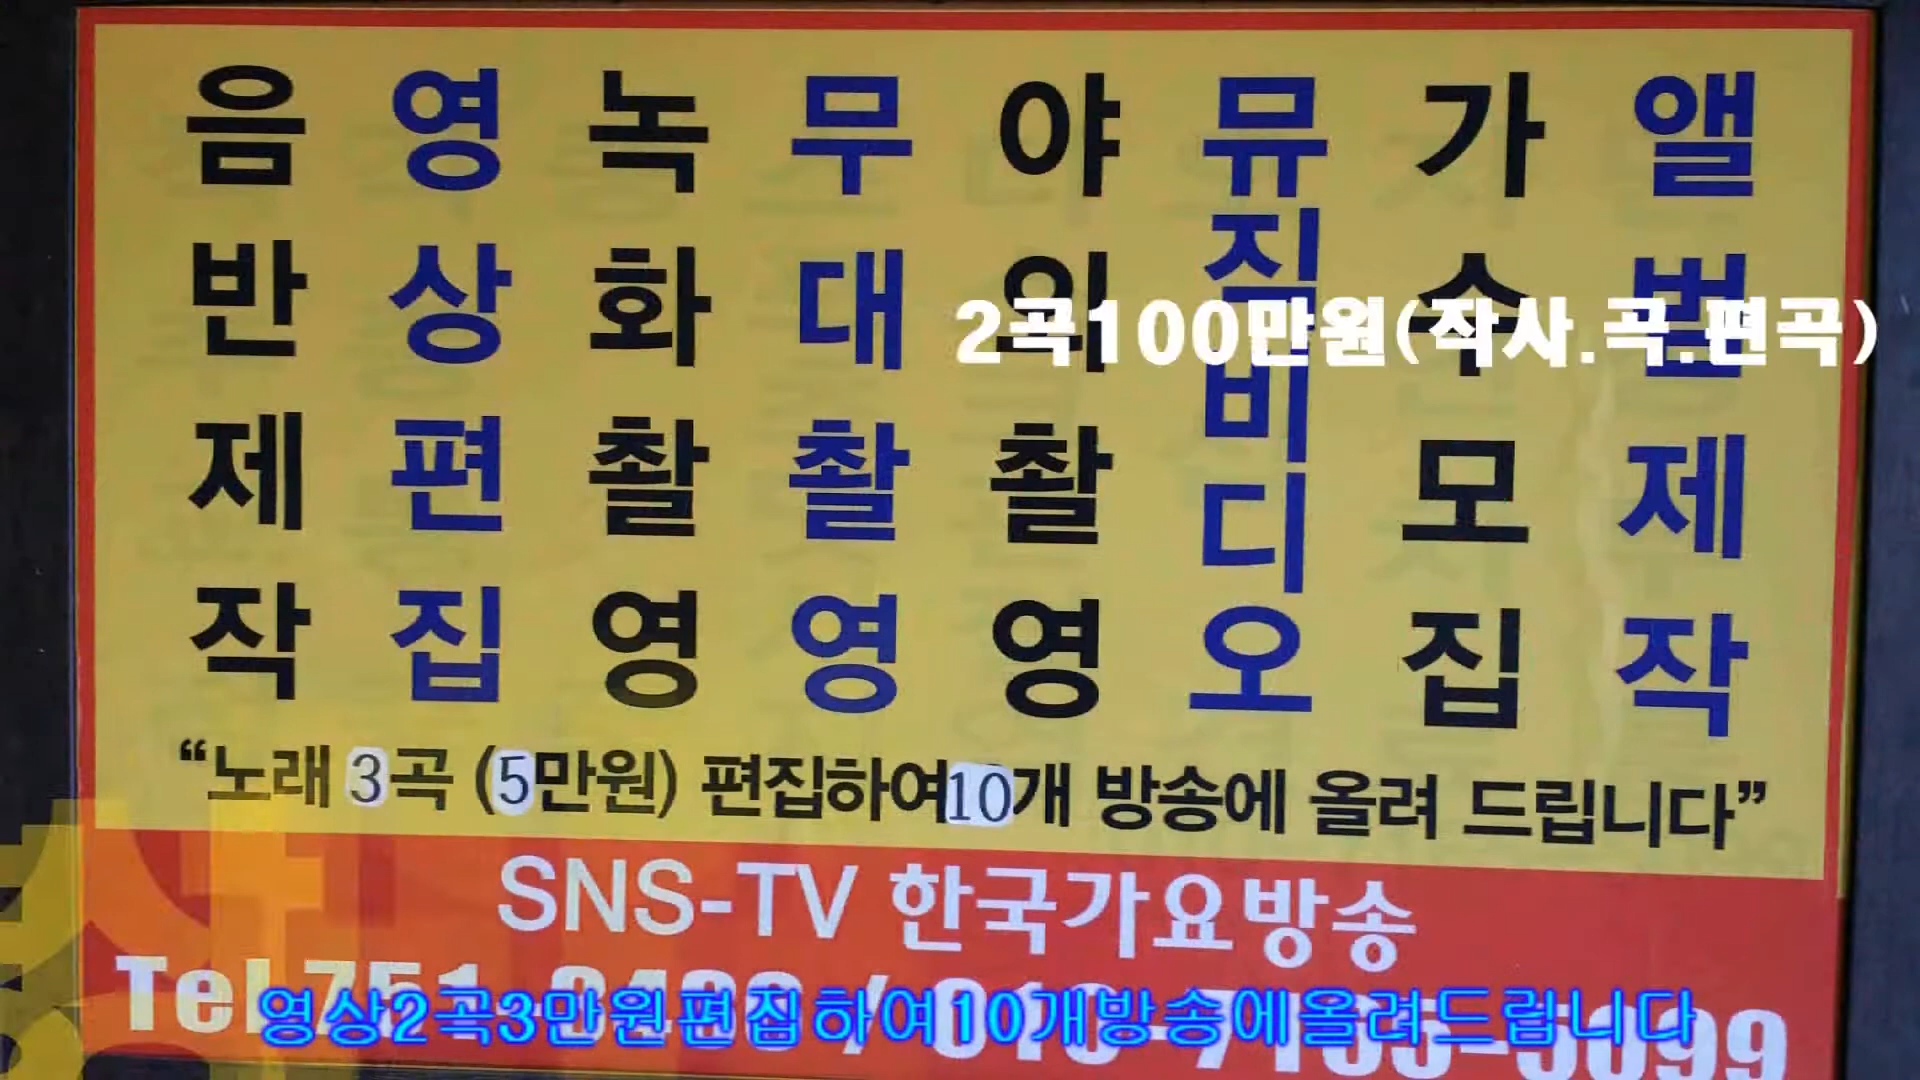 음반제작
영상편집
녹화촬영
무대촬영
야외촬영
뮤직비디오
가수모집
앨범제작
2곡100만원(작사.곡.편곡)
“노래 3곡 (5만원) 편집하여10개 방송에 올려 드립니다”
SNS-TV 한국가요방송
Tel
영상2곡3만원편집하여10개방송에올려드립니다